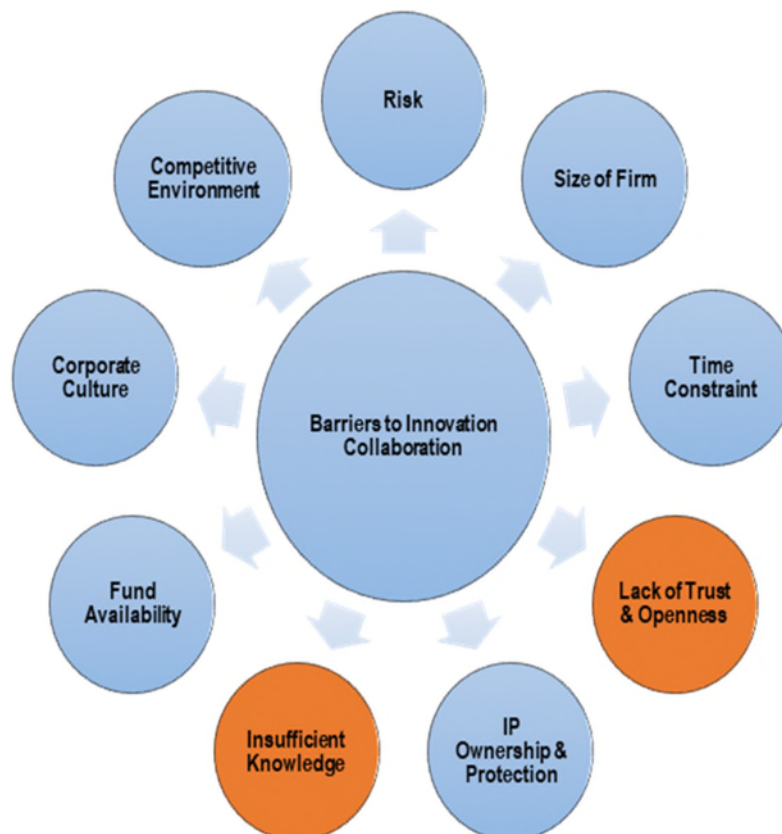 Risk
Size of Firm
Time
Constraint
Lack of Trust
& Openness
IP
Ownership &
Protection
Insufficient
Knowledge
Fund
Availability
Corporate
Culture
Competitive
Environment
Barriers to Innovation
Collaboration